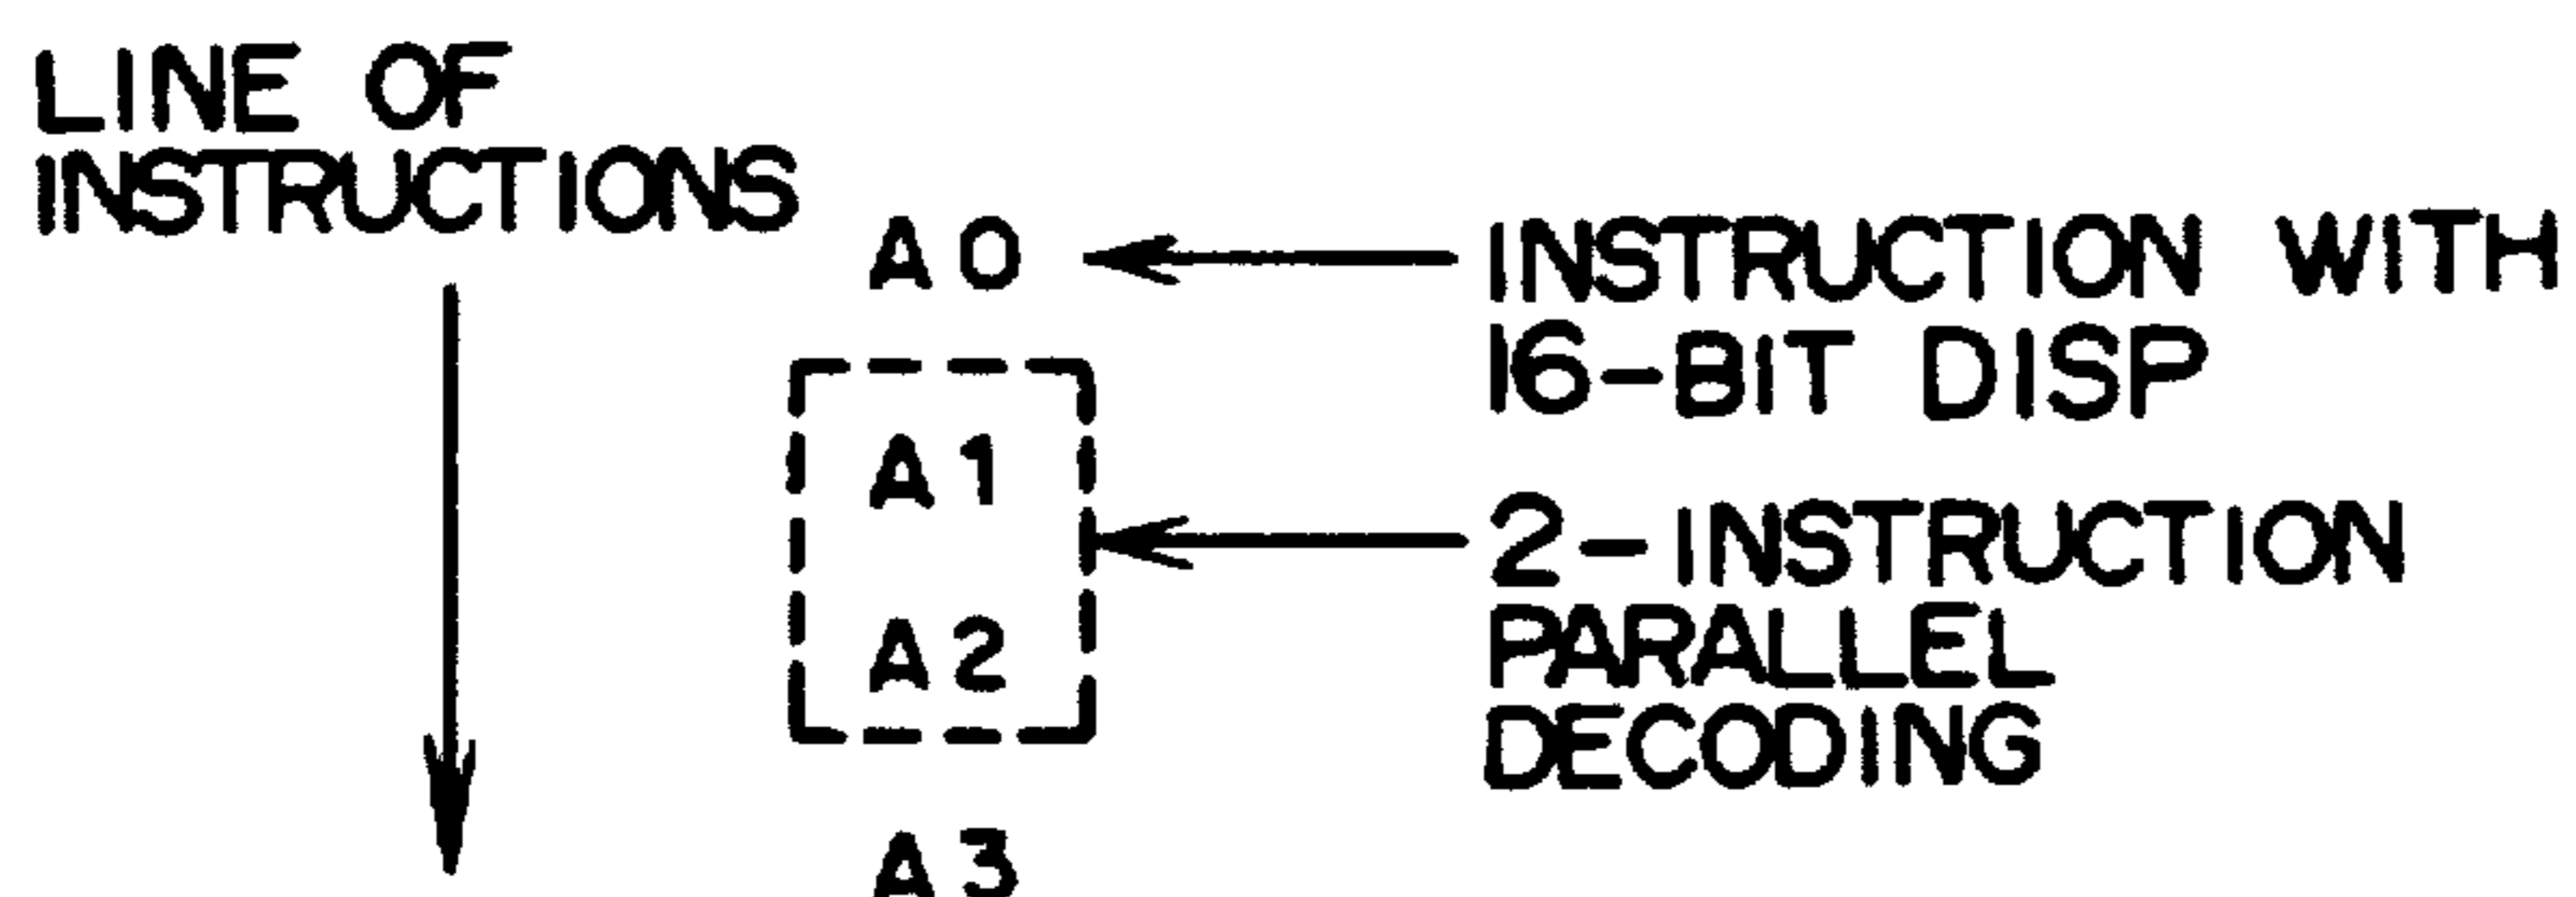 LINE OF
INSTRUCTIONS
A0
INSTRUCTION WITH
16-BIT DISP
A1
2-INSTRUCTION
PARALLEL
DECODING
A2
A3